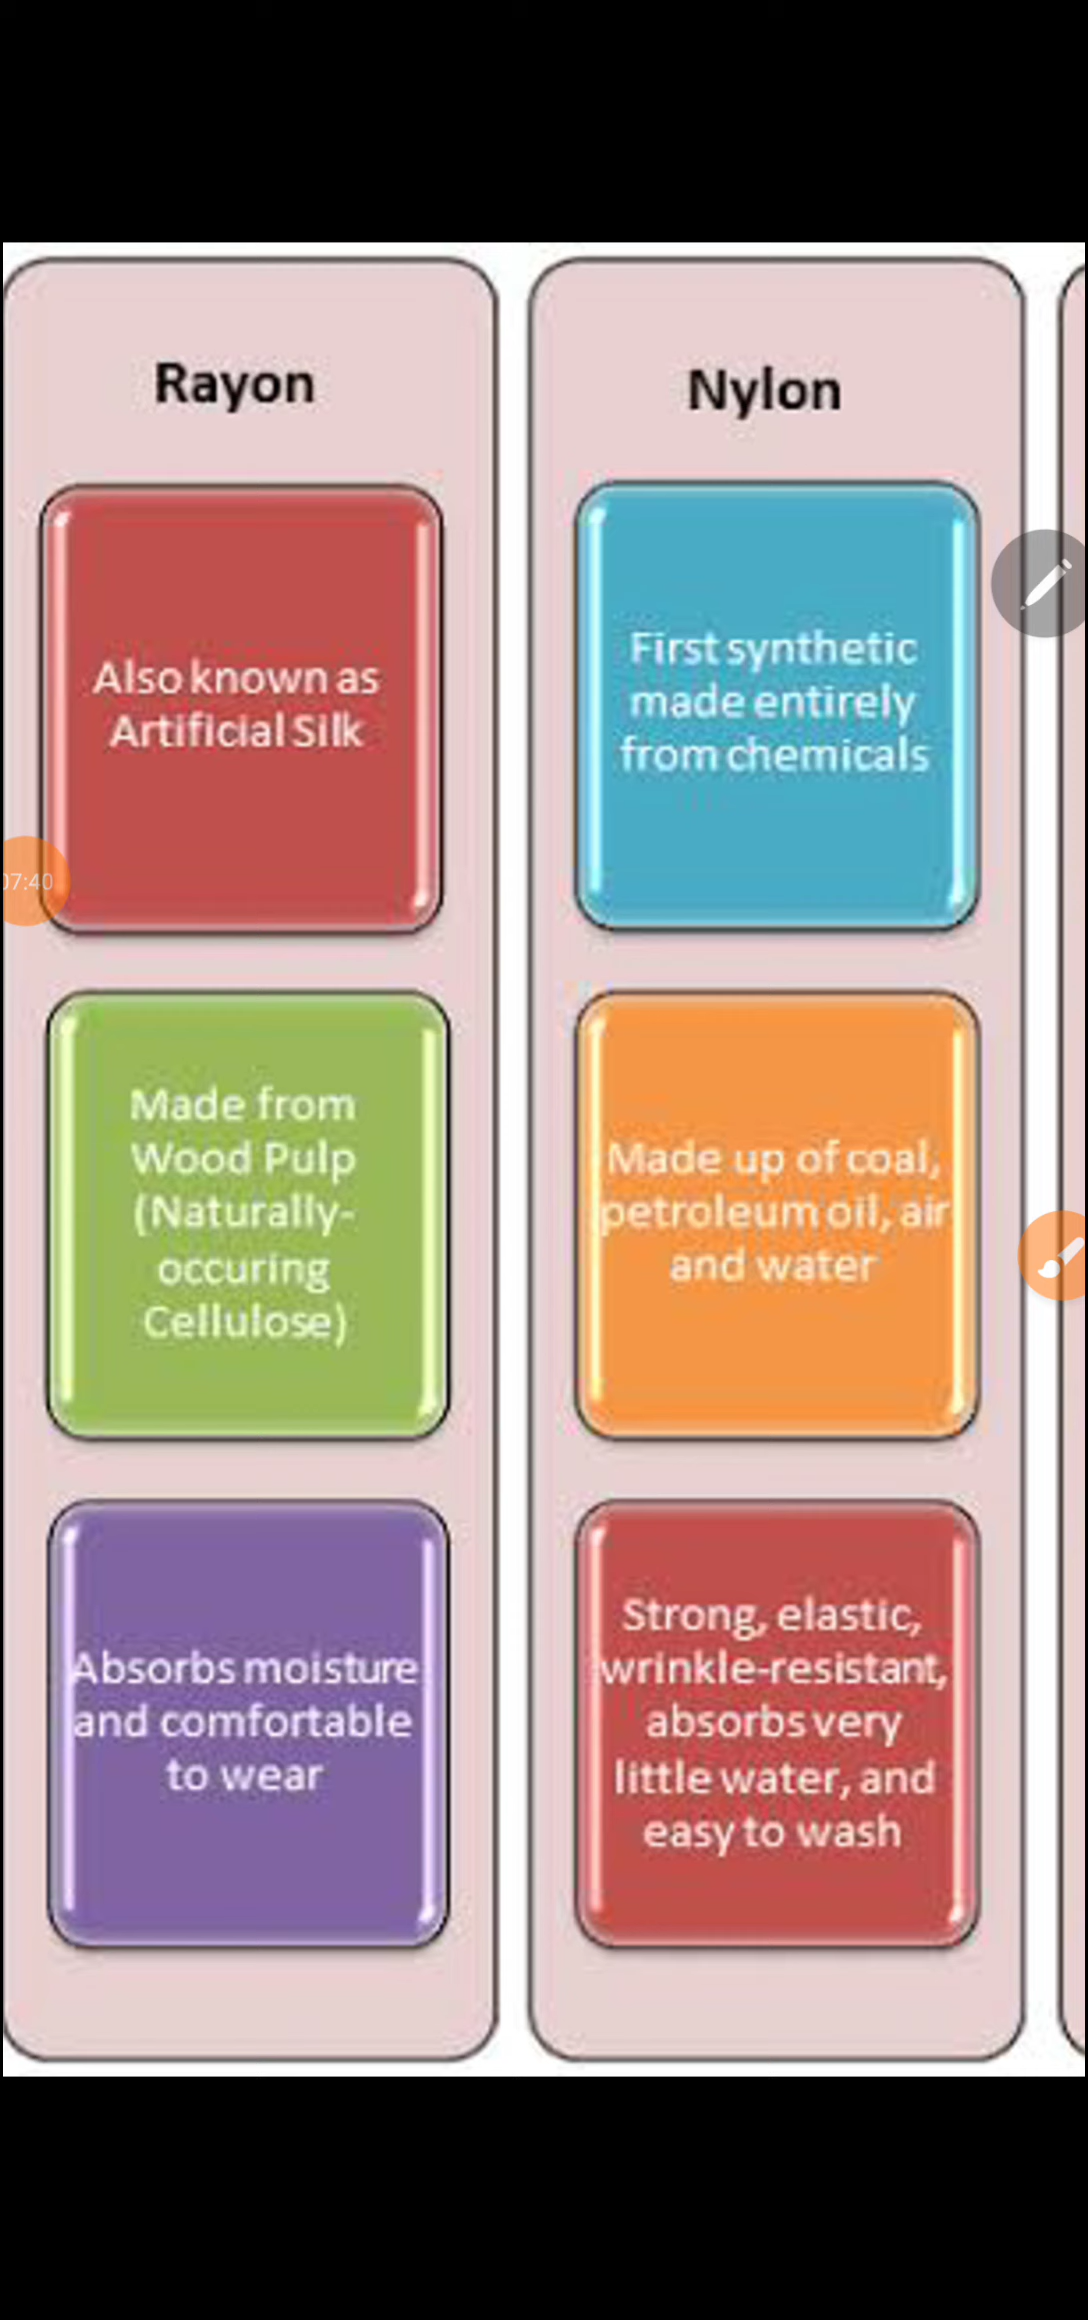 Rayon
Also known as
Artificial Silk
Made from
Wood Pulp
(Naturally-
occuring
Cellulose)
Absorbs moisture
and comfortable
to wear
Nylon
First synthetic
made entirely
from chemicals
Made up of coal,
petroleum oil, air
and water
Strong, elastic,
wrinkle-resistant,
absorbs very
little water, and
easy to wash
07:40